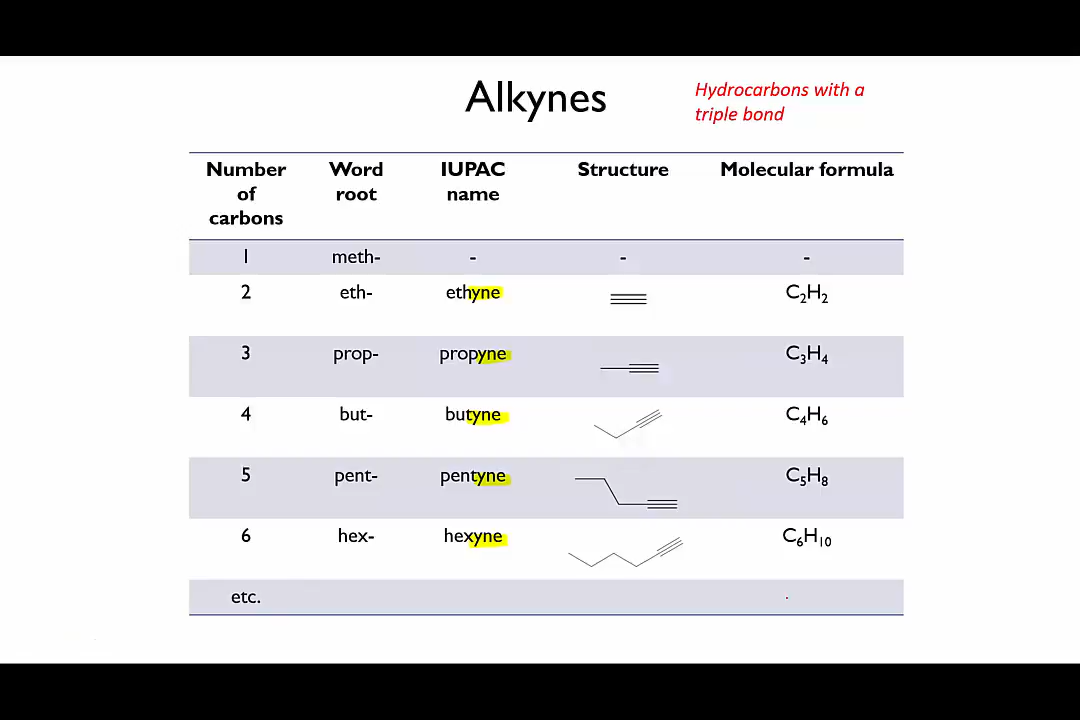 Alkynes
Hydrocarbons with a
triple bond
Number of carbons | Word root | IUPAC name | Structure | Molecular formula
1 meth- - - -
2 eth- ethyne C₂H₂
3 prop- propyne C₃H₄
4 but- butyne C₄H₆
5 pent- pentyne C₅H₈
6 hex- hexyne C₆H₁₀
etc.